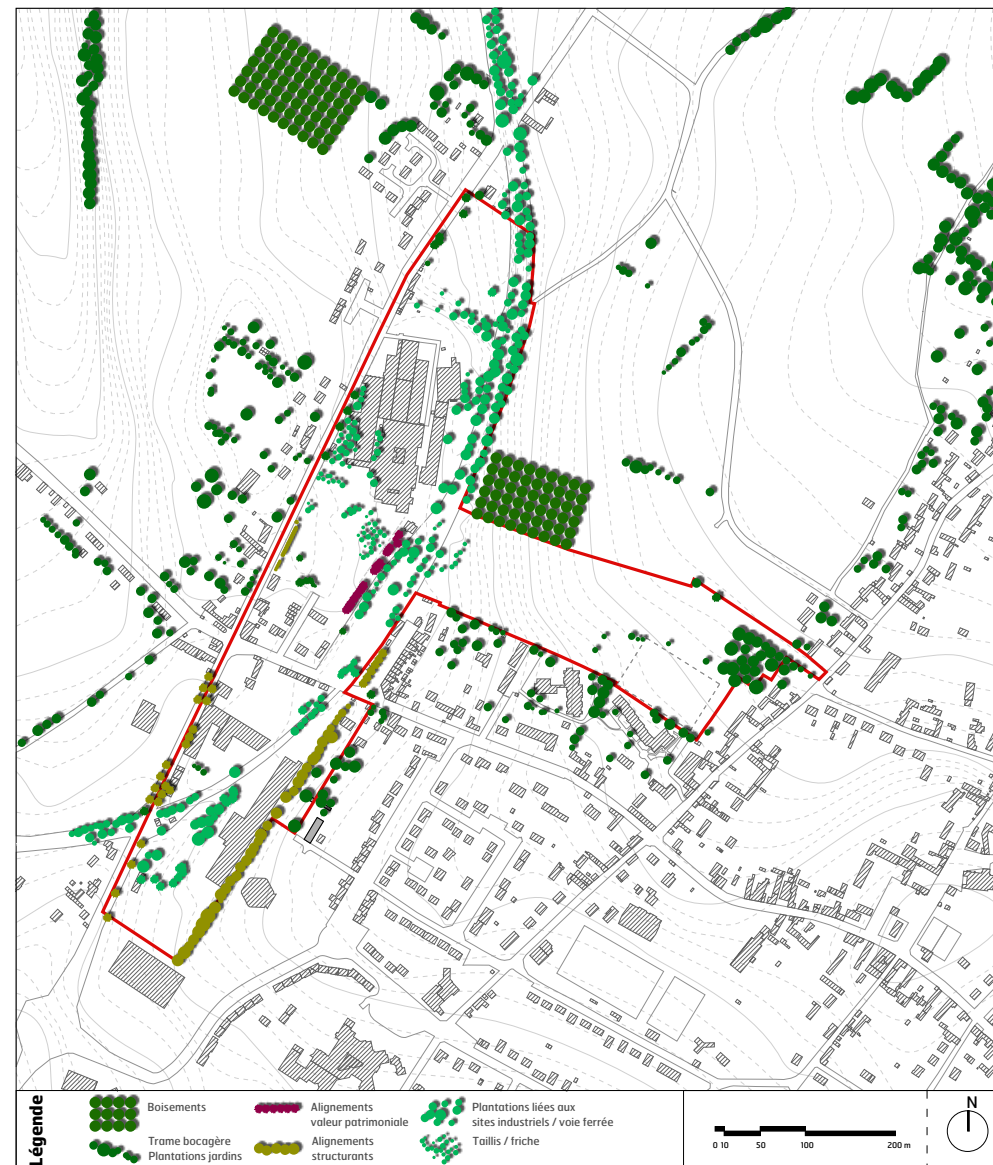 Légende
Boisements
Trame bocagère
Plantations jardins
Alignements
valeur patrimoniale
Alignements
structurants
Plantations liées aux
sites industriels / voie ferrée
Taillis / friche
0 10 50 100 200 m
N